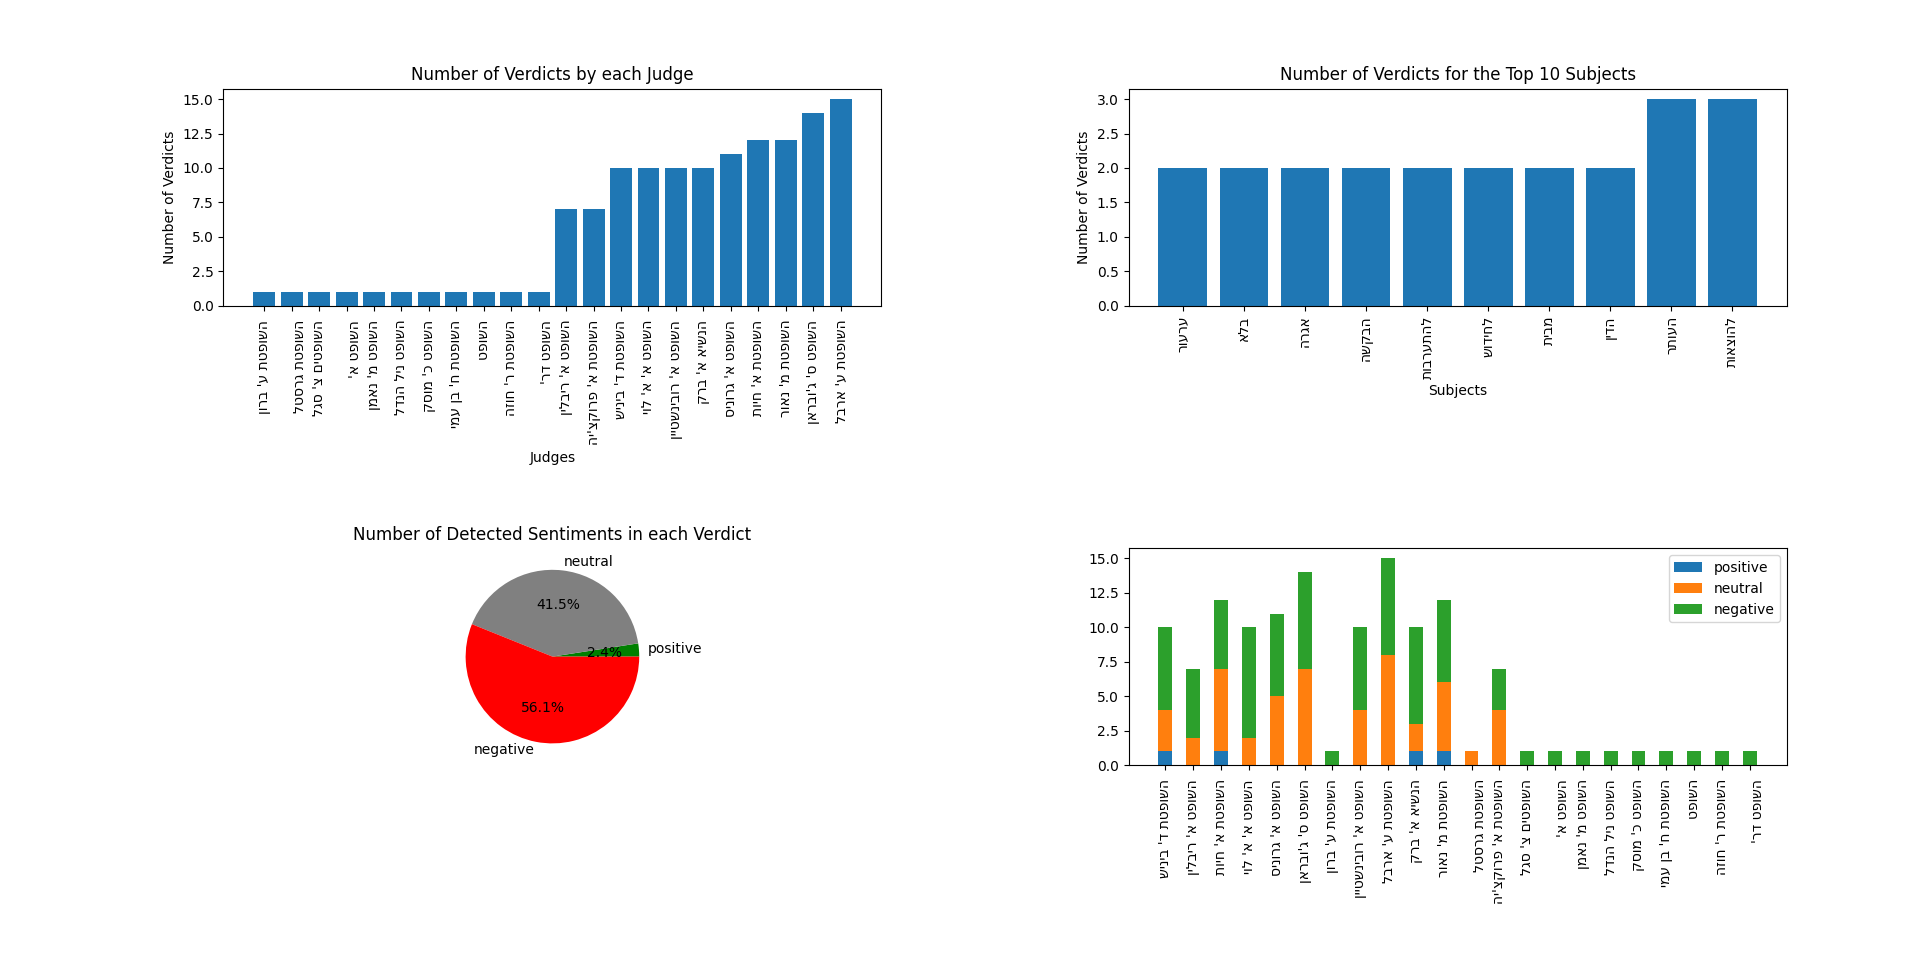 Number of Verdicts by each Judge
Number of Verdicts
15.0
12.5
10.0
7.5
5.0
2.5
0.0
השופטת ע' ברון
השופטת גרסטל
השופטים צ' סגל
השופט א'
השופט מ' נאמן
השופט ניל הנדל
השופט כ' מוסק
השופטת ח' בן עמי
השופט
השופטת ר' חוזה
השופט דר'
השופט א' ריבלין
השופטת א' פרוקצ'יה
השופטת ד' ביניש
השופט א' א' לוי
השופט א' רובינשטיין
הנשיא א' ברק
השופט א' גרוניס
השופטת א' חיות
השופטת מ' נאור
השופט ס' ג'ובראן
השופטת ע' ארבל
Judges
Number of Verdicts for the Top 10 Subjects
Number of Verdicts
3.0
2.5
2.0
1.5
1.0
0.5
0.0
ערעור
בלא
אגרה
הבקשה
להתערבות
לחידוש
מבית
הדין
העותר
להוצאות
Subjects
Number of Detected Sentiments in each Verdict
neutral
41.5%
positive
2.4%
56.1%
negative
15.0
12.5
10.0
7.5
5.0
2.5
0.0
positive
neutral
negative
השופטת ד' ביניש
השופט א' ריבלין
השופטת א' חיות
השופט א' א' לוי
השופט א' גרוניס
השופט ס' ג'ובראן
השופטת ע' ברון
השופט א' רובינשטיין
השופטת ע' ארבל
הנשיא א' ברק
השופטת מ' נאור
השופטת גרסטל
השופטת א' פרוקצ'יה
השופטים צ' סגל
השופט א'
השופט מ' נאמן
השופט ניל הנדל
השופט כ' מוסק
השופטת ח' בן עמי
השופט
השופטת ר' חוזה
השופט דר'